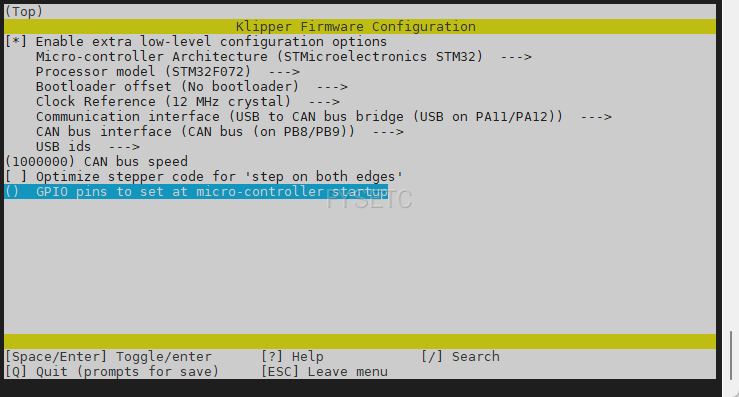 (Top)
Klipper Firmware Configuration
[*] Enable extra low-level configuration options
Micro-controller Architecture (STMicroelectronics STM32) --->
Processor model (STM32F072) --->
Bootloader offset (No bootloader) --->
Clock Reference (12 MHz crystal) --->
Communication interface (USB to CAN bus bridge (USB on PA11/PA12)) --->
CAN bus interface (CAN bus (on PB8/PB9)) --->
USB ids --->
(1000000) CAN bus speed
[ ] Optimize stepper code for 'step on both edges'
() GPIO pins to set at micro-controller startup
FYSETC
[Space/Enter] Toggle/enter [?] Help [/] Search
[Q] Quit (prompts for save) [ESC] Leave menu